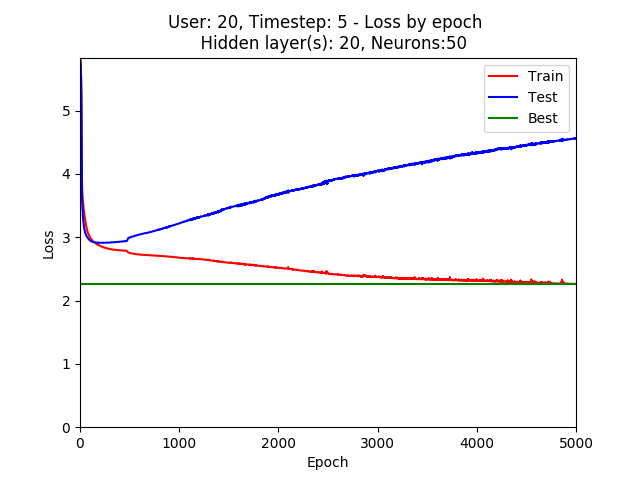 User: 20, Timestep: 5 - Loss by epoch
Hidden layer(s): 20, Neurons:50
Train
Test
Best
Loss
5
4
3
2
1
0
0 1000 2000 3000 4000 5000
Epoch